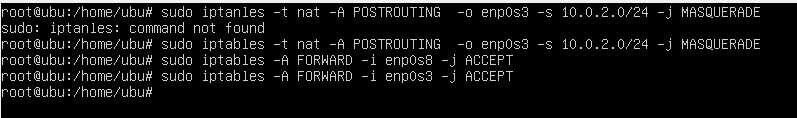 root@ubu:/home/ubu# sudo iptanles -t nat -A POSTROUTING  -o enp0s3 -s 10.0.2.0/24 -j MASQUERADE
sudo: iptanles: command not found
root@ubu:/home/ubu# sudo iptables -t nat -A POSTROUTING  -o enp0s3 -s 10.0.2.0/24 -j MASQUERADE
root@ubu:/home/ubu# sudo iptables -A FORWARD -i enp0s8 -j ACCEPT
root@ubu:/home/ubu# sudo iptables -A FORWARD -i enp0s3 -j ACCEPT
root@ubu:/home/ubu#